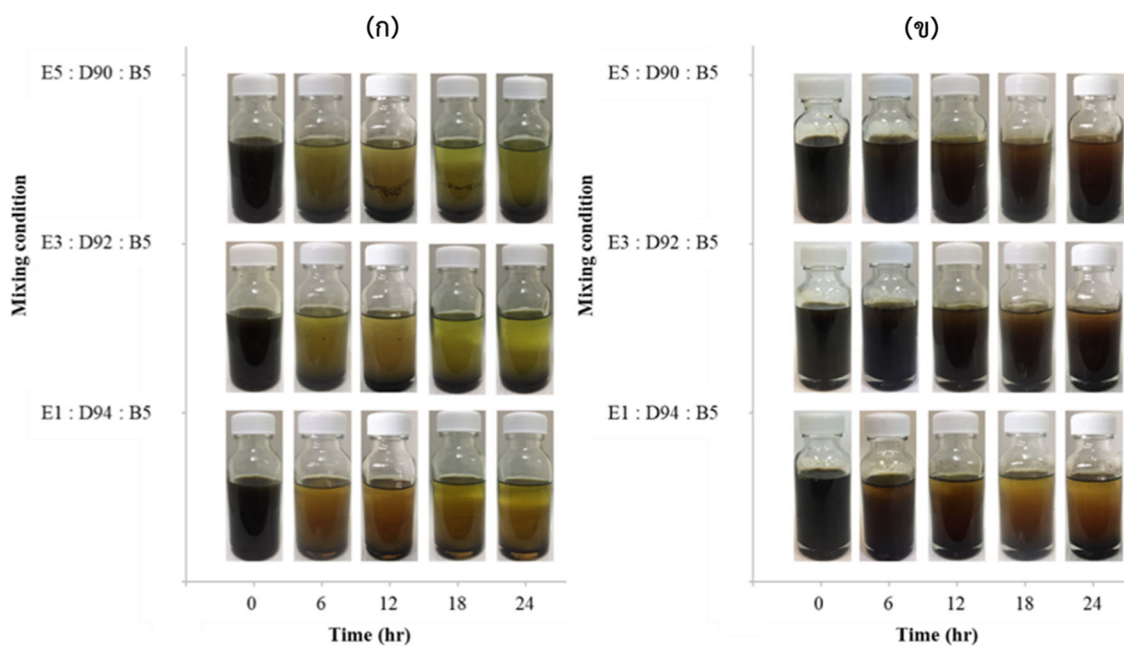 (ก)
E5 : D90 : B5
E3 : D92 : B5
E1 : D94 : B5
Mixing condition
0 6 12 18 24
Time (hr)
(ข)
E5 : D90 : B5
E3 : D92 : B5
E1 : D94 : B5
Mixing condition
0 6 12 18 24
Time (hr)